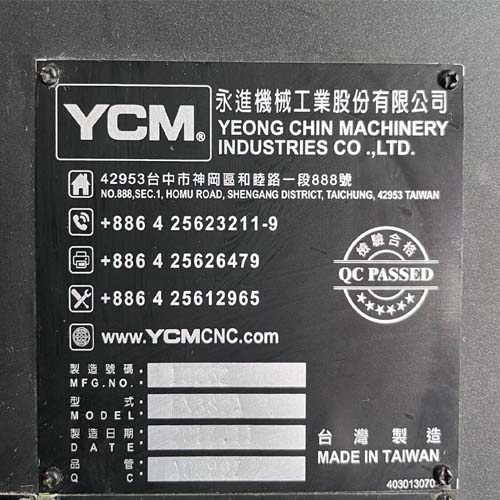 YCM®
永進機械工業股份有限公司
YEONG CHIN MACHINERY
INDUSTRIES CO .,LTD.
42953台中市神岡區和睦路一段888號
NO.888,SEC.1, HOMU ROAD, SHENGANG DISTRICT, TAICHUNG, 42953 TAIWAN
+886 4 25623211-9
+886 4 25626479
+886 4 25612965
www.YCMCNC.com
檢驗合格
QC PASSED
製造號碼
MFG.NO.
型式
MODEL
製造日期
DATE
品管
Q C
台灣製造
MADE IN TAIWAN